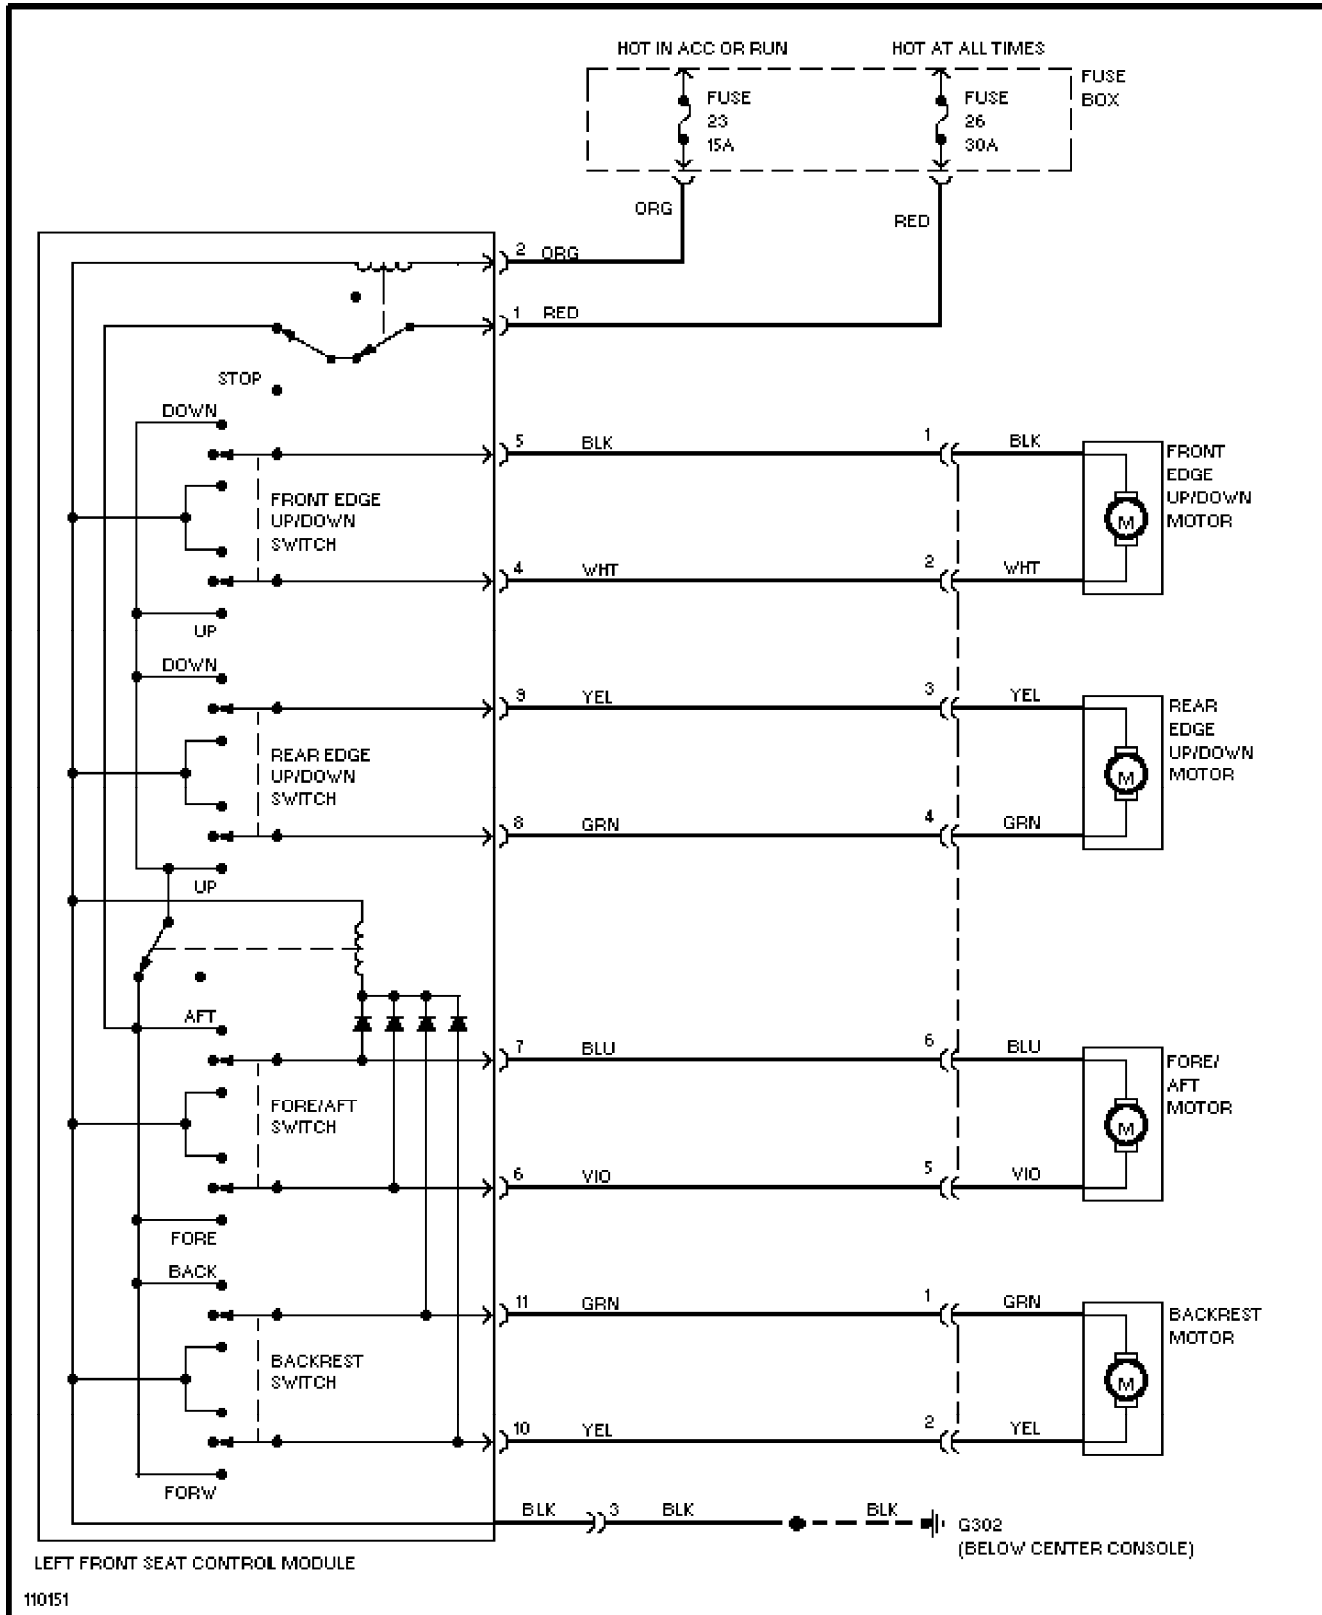 HOT IN ACC OR RUN
HOT AT ALL TIMES
FUSE
BOX
FUSE
23
15A
FUSE
26
30A
ORG
RED
2
ORG
1
RED
STOP
DOWN
5
BLK
1
BLK
FRONT
EDGE
UP/DOWN
MOTOR
M
FRONT EDGE
UP/DOWN
SWITCH
4
WHT
2
WHT
UP
DOWN
9
YEL
3
YEL
REAR
EDGE
UP/DOWN
MOTOR
M
REAR EDGE
UP/DOWN
SWITCH
8
GRN
4
GRN
UP
AFT
7
BLU
6
BLU
FORE/
AFT
MOTOR
M
FORE/AFT
SWITCH
6
VIO
5
VIO
FORE
BACK
11
GRN
1
GRN
BACKREST
MOTOR
M
BACKREST
SWITCH
10
YEL
2
YEL
FORW
BLK
3
BLK
BLK
G302
(BELOW CENTER CONSOLE)
LEFT FRONT SEAT CONTROL MODULE
110151